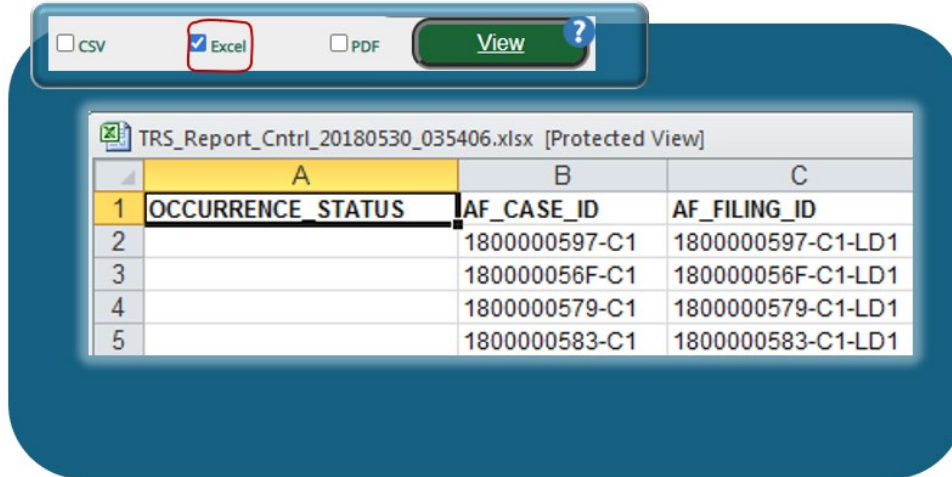 CSV Excel PDF View ?
TRS_Report_Cntrl_20180530_035406.xlsx [Protected View]
A B C
1 OCCURRENCE_STATUS AF_CASE_ID AF_FILING_ID
2 1800000597-C1 1800000597-C1-LD1
3 180000056F-C1 180000056F-C1-LD1
4 1800000579-C1 1800000579-C1-LD1
5 1800000583-C1 1800000583-C1-LD1